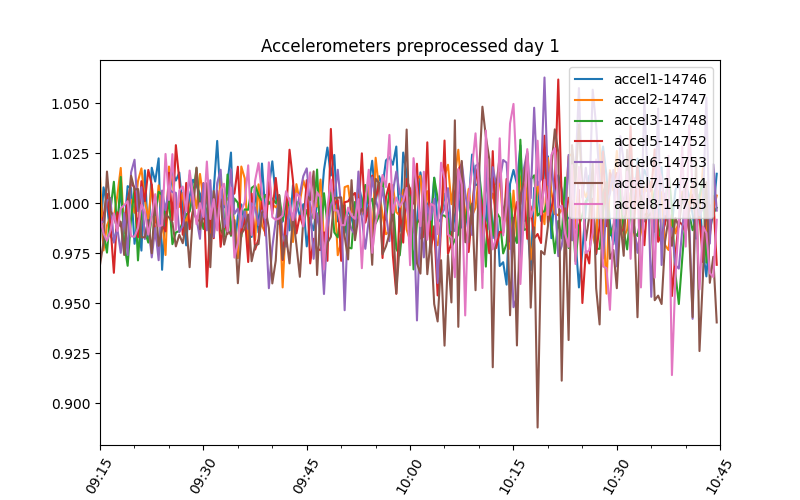 Accelerometers preprocessed day 1
1.050
1.025
1.000
0.975
0.950
0.925
0.900
accel1-14746
accel2-14747
accel3-14748
accel5-14752
accel6-14753
accel7-14754
accel8-14755
09:15
09:30
09:45
10:00
10:15
10:30
10:45